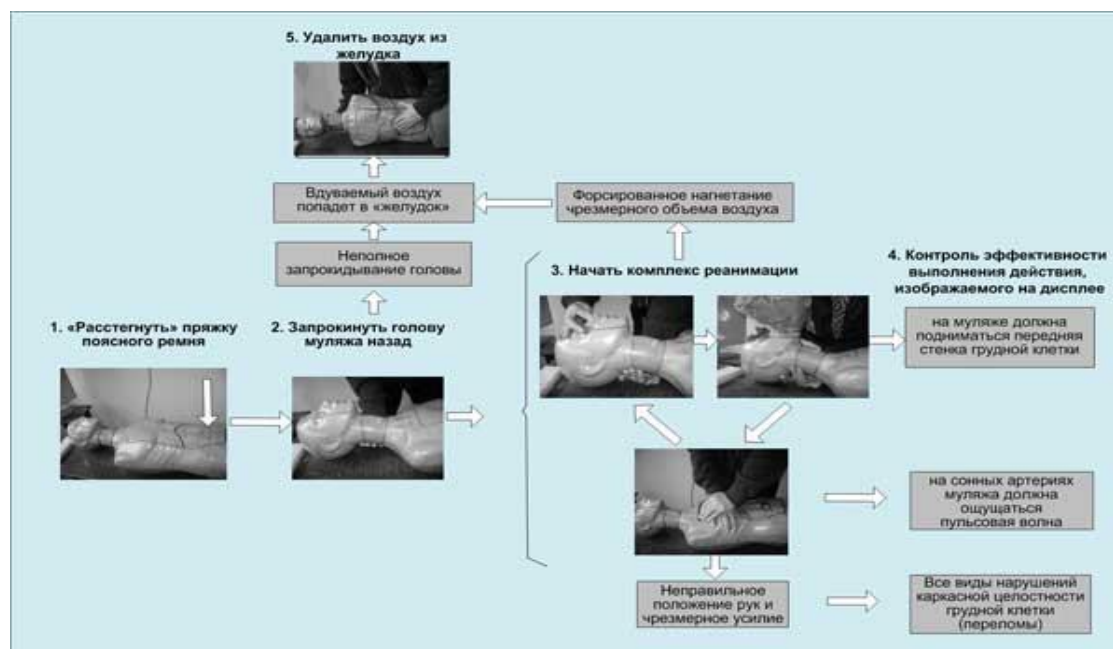 5. Удалить воздух из
желудка
Вдуваемый воздух
попадет в «желудок»
Форсированное нагнетание
чрезмерного объема воздуха
Неполное
запрокидывание головы
3. Начать комплекс реанимации
4. Контроль эффективности
выполнения действия,
изображаемого на дисплее
1. «Расстегнуть» пряжку
поясного ремня
2. Запрокинуть голову
муляжа назад
на муляже должна
подниматься передняя
стенка грудной клетки
на сонных артериях
муляжа должна
ощущаться
пульсовая волна
Неправильное
положение рук и
чрезмерное усилие
Все виды нарушений
каркасной целостности
грудной клетки
(переломы)